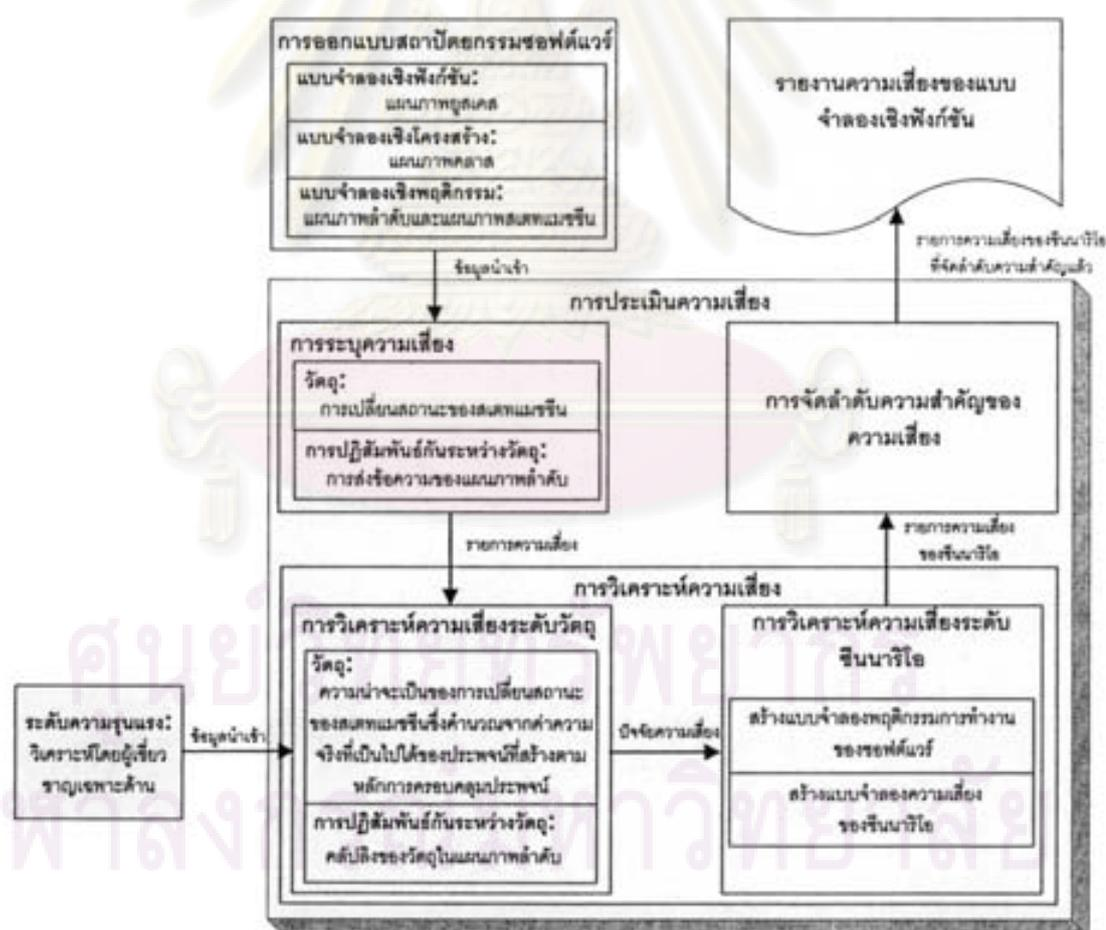 การออกแบบสถาปัตยกรรมซอฟต์แวร์
แบบจำลองเชิงฟังก์ชัน:
แผนภาพยูสเคส
แบบจำลองเชิงโครงสร้าง:
แผนภาพคลาส
แบบจำลองเชิงพฤติกรรม:
แผนภาพลำดับและแผนภาพสเตทแมชชีน
รายงานความเสี่ยงของแบบ
จำลองเชิงฟังก์ชัน
ข้อมูลนำเข้า
รายการความเสี่ยงของซีนนาริโอ
ที่จัดลำดับความสำคัญแล้ว
การประเมินความเสี่ยง
การระบุความเสี่ยง
วัตถุ:
การเปลี่ยนสถานะของสเตทแมชชีน
การปฏิสัมพันธ์กันระหว่างวัตถุ:
การส่งข้อความของแผนภาพลำดับ
การจัดลำดับความสำคัญของ
ความเสี่ยง
รายการความเสี่ยง
รายการความเสี่ยง
ของซีนนาริโอ
การวิเคราะห์ความเสี่ยง
การวิเคราะห์ความเสี่ยงระดับวัตถุ
วัตถุ:
ความน่าจะเป็นของการเปลี่ยนสถานะ
ของสเตทแมชชีนซึ่งคำนวณจากค่าความ
จริงที่เป็นไปได้ของประพจน์ที่สร้างตาม
หลักการครอบคลุมประพจน์
การปฏิสัมพันธ์กันระหว่างวัตถุ:
คัปปลิงของวัตถุในแผนภาพลำดับ
ระดับความรุนแรง:
วิเคราะห์โดยผู้เชี่ยว
ชาญเฉพาะด้าน
ข้อมูลนำเข้า
ปัจจัยความเสี่ยง
การวิเคราะห์ความเสี่ยงระดับ
ซีนนาริโอ
สร้างแบบจำลองพฤติกรรมการทำงาน
ของซอฟต์แวร์
สร้างแบบจำลองความเสี่ยง
ของซีนนาริโอ
ศูนย์วิทยทรัพยากร